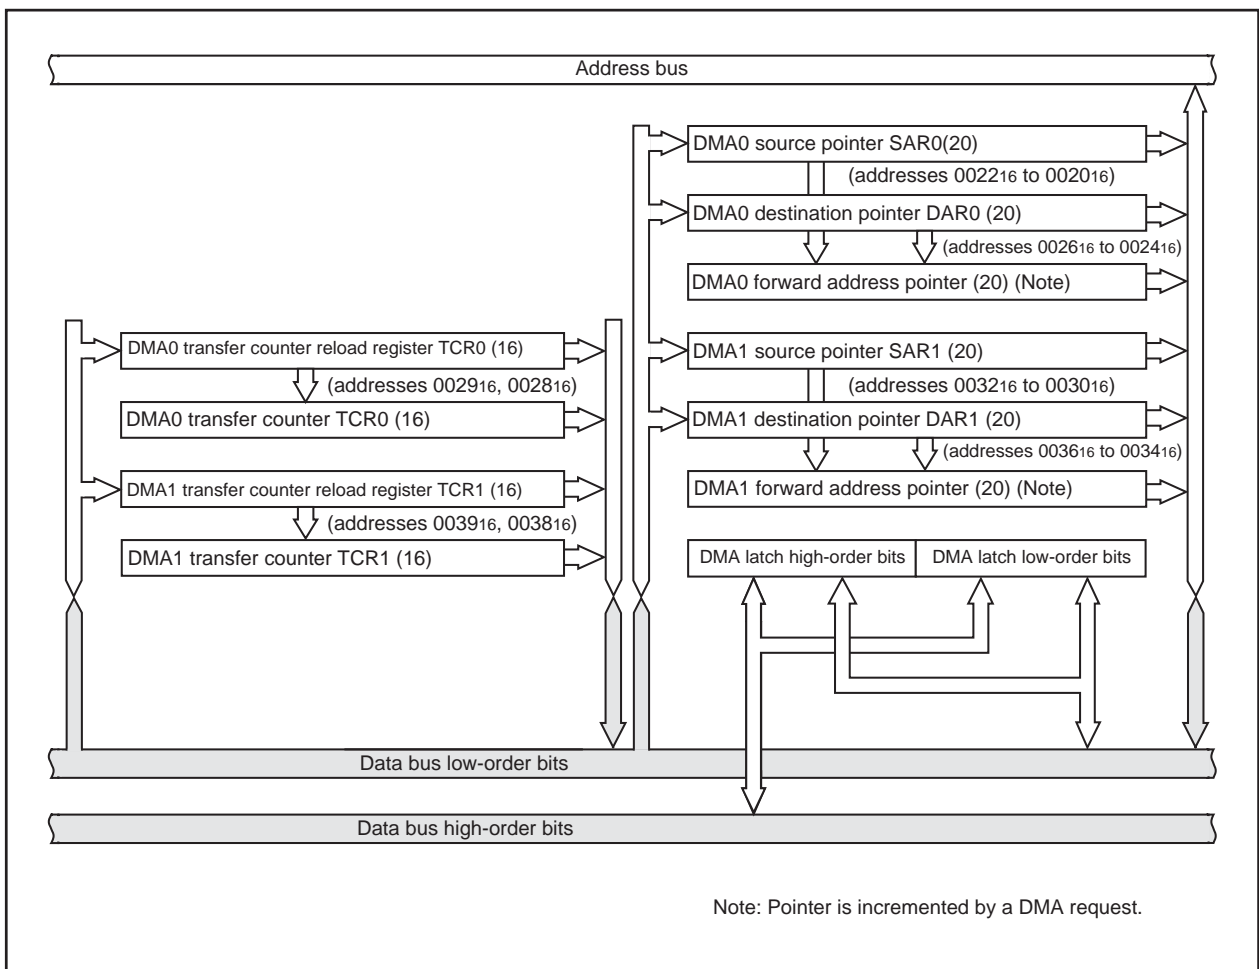 Address bus
DMA0 source pointer SAR0(20)
(addresses 002216 to 002016)
DMA0 destination pointer DAR0 (20)
(addresses 002616 to 002416)
DMA0 forward address pointer (20) (Note)
DMA0 transfer counter reload register TCR0 (16)
(addresses 002916, 002816)
DMA0 transfer counter TCR0 (16)
DMA1 transfer counter reload register TCR1 (16)
(addresses 003916, 003816)
DMA1 transfer counter TCR1 (16)
DMA1 source pointer SAR1 (20)
(addresses 003216 to 003016)
DMA1 destination pointer DAR1 (20)
(addresses 003616 to 003416)
DMA1 forward address pointer (20) (Note)
DMA latch high-order bits
DMA latch low-order bits
Data bus low-order bits
Data bus high-order bits
Note: Pointer is incremented by a DMA request.